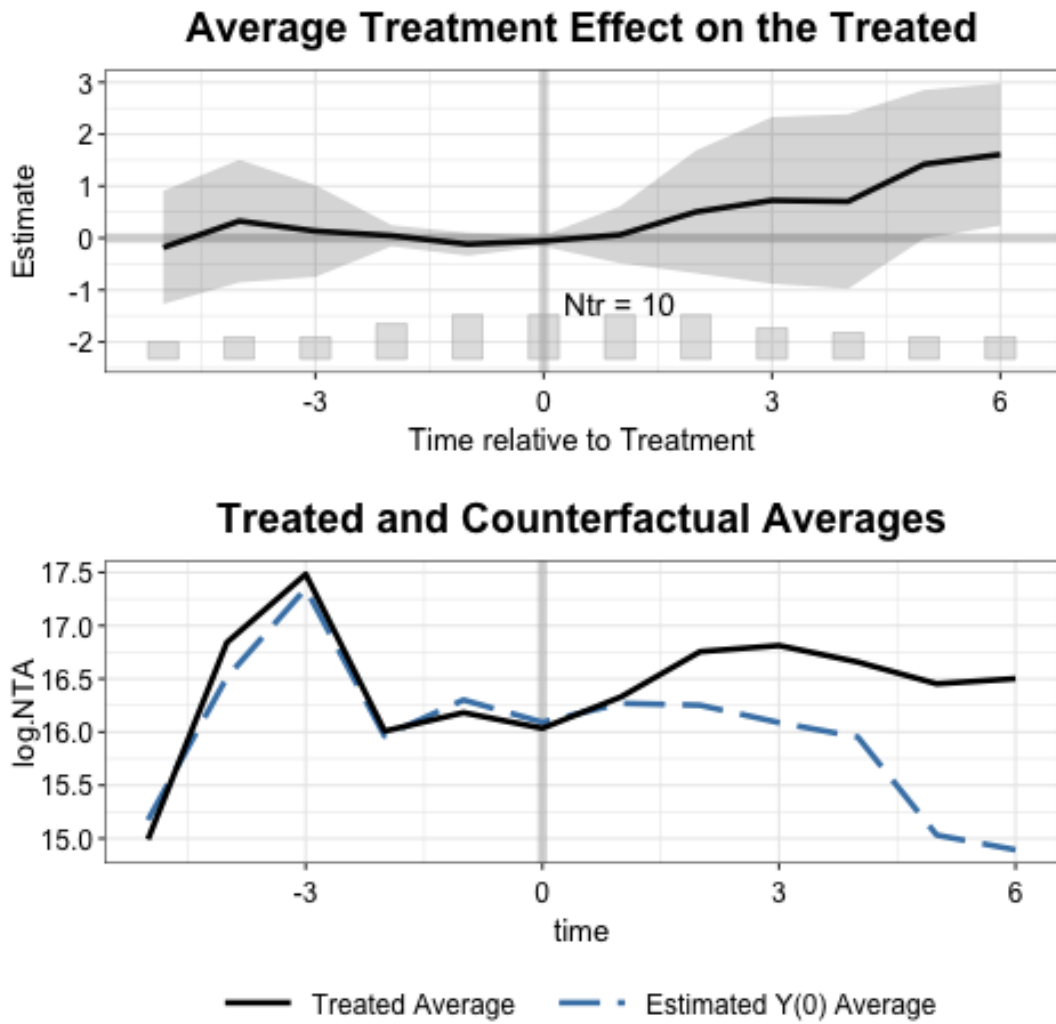 Average Treatment Effect on the Treated
3
2
1
0
-1
-2
Estimate
Ntr = 10
-3 0 3 6
Time relative to Treatment
Treated and Counterfactual Averages
17.5
17.0
16.5
16.0
15.5
15.0
log.NTA
-3 0 3 6
time
Treated Average Estimated Y(0) Average